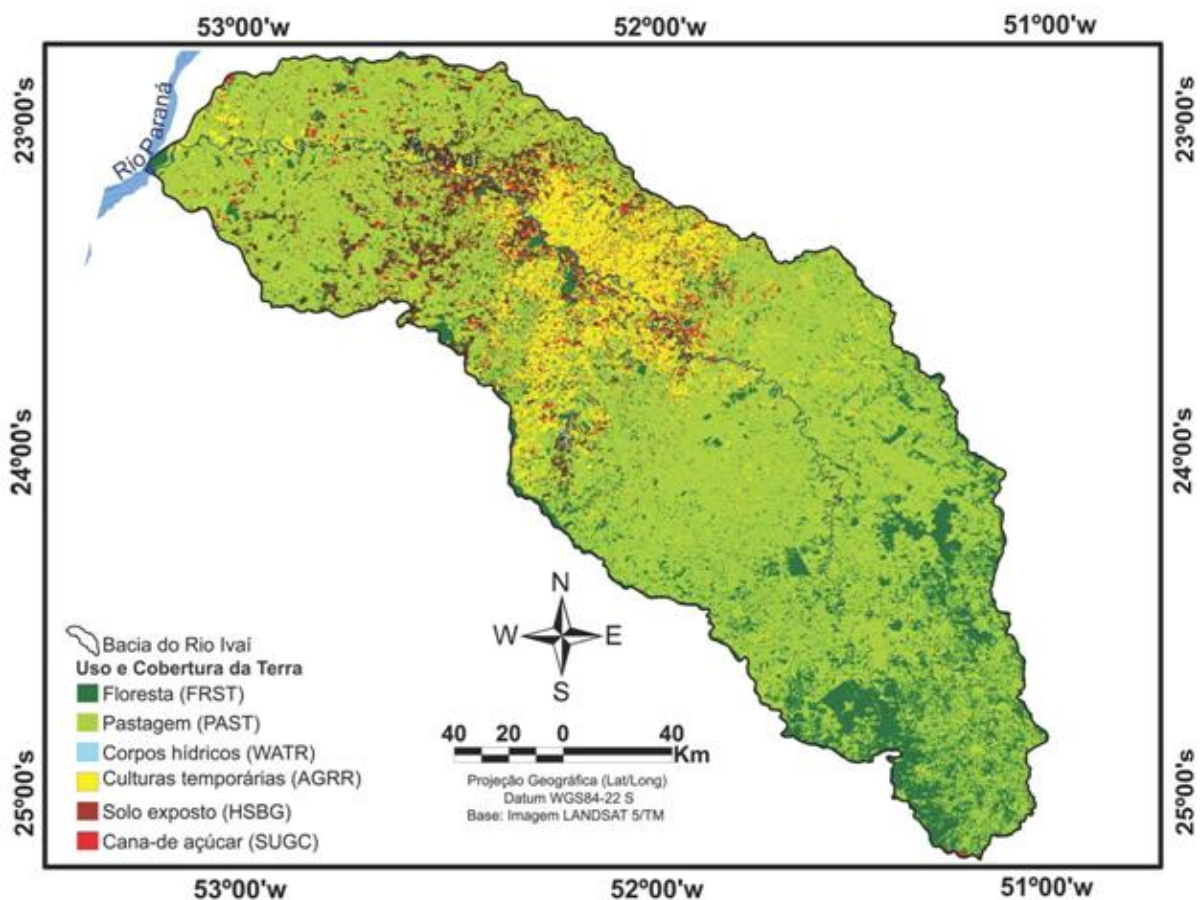 53º00'w 52º00'w 51º00'w
23º00's
23º00's
Rio Paraná
24º00's
24º00's
N
W E
S
Bacia do Rio Ivaí
Uso e Cobertura da Terra
Floresta (FRST)
Pastagem (PAST)
Corpos hídricos (WATR)
Culturas temporárias (AGRR)
Solo exposto (HSBG)
Cana-de açúcar (SUGC)
40 20 0 40
Km
Projeção Geográfica (Lat/Long)
Datum WGS84-22 S
Base: Imagem LANDSAT 5/TM
25º00's
25º00's
53º00'w 52º00'w 51º00'w